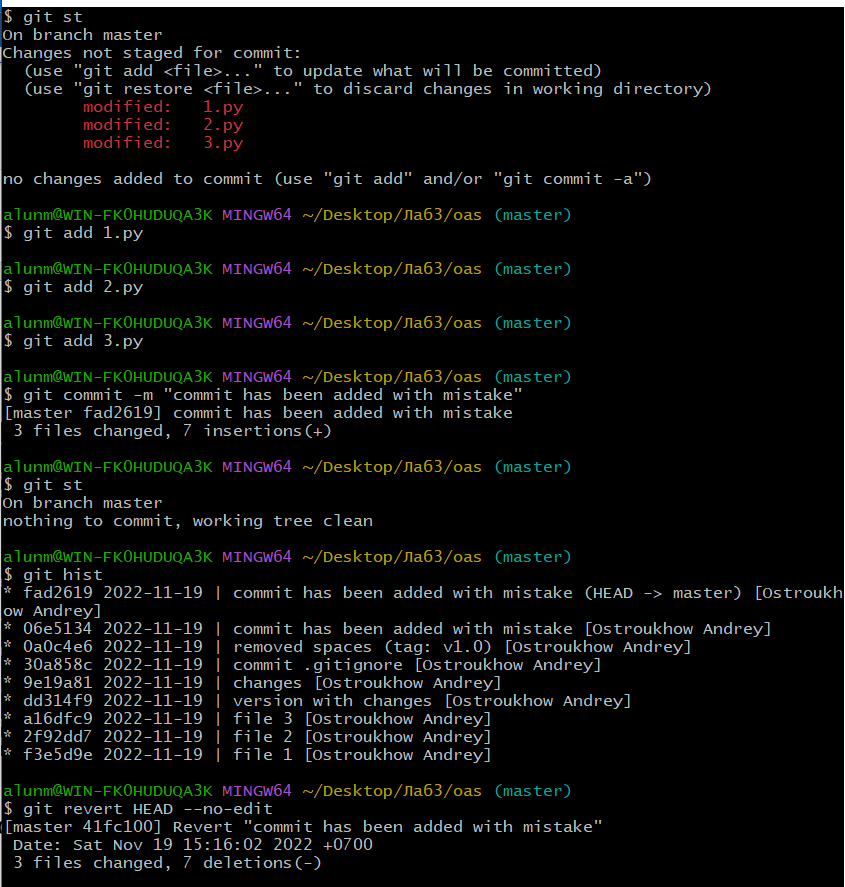 $ git st
On branch master
Changes not staged for commit:
  (use "git add <file>..." to update what will be committed)
  (use "git restore <file>..." to discard changes in working directory)
        modified:   1.py
        modified:   2.py
        modified:   3.py

no changes added to commit (use "git add" and/or "git commit -a")

alunm@WIN-FK0HUDUQA3K MINGW64 ~/Desktop/Лаб3/oas (master)
$ git add 1.py

alunm@WIN-FK0HUDUQA3K MINGW64 ~/Desktop/Лаб3/oas (master)
$ git add 2.py

alunm@WIN-FK0HUDUQA3K MINGW64 ~/Desktop/Лаб3/oas (master)
$ git add 3.py

alunm@WIN-FK0HUDUQA3K MINGW64 ~/Desktop/Лаб3/oas (master)
$ git commit -m "commit has been added with mistake"
[master fad2619] commit has been added with mistake
 3 files changed, 7 insertions(+)

alunm@WIN-FK0HUDUQA3K MINGW64 ~/Desktop/Лаб3/oas (master)
$ git st
On branch master
nothing to commit, working tree clean

alunm@WIN-FK0HUDUQA3K MINGW64 ~/Desktop/Лаб3/oas (master)
$ git hist
* fad2619 2022-11-19 | commit has been added with mistake (HEAD -> master) [Ostroukh
ow Andrey]
* 06e5134 2022-11-19 | commit has been added with mistake [Ostroukhow Andrey]
* 0a0c4e6 2022-11-19 | removed spaces (tag: v1.0) [Ostroukhow Andrey]
* 30a858c 2022-11-19 | commit .gitignore [Ostroukhow Andrey]
* 9e19a81 2022-11-19 | changes [Ostroukhow Andrey]
* dd314f9 2022-11-19 | version with changes [Ostroukhow Andrey]
* a16dfc9 2022-11-19 | file 3 [Ostroukhow Andrey]
* 2f92dd7 2022-11-19 | file 2 [Ostroukhow Andrey]
* f3e5d9e 2022-11-19 | file 1 [Ostroukhow Andrey]

alunm@WIN-FK0HUDUQA3K MINGW64 ~/Desktop/Лаб3/oas (master)
$ git revert HEAD --no-edit
[master 41fc100] Revert "commit has been added with mistake"
 Date: Sat Nov 19 15:16:02 2022 +0700
 3 files changed, 7 deletions(-)